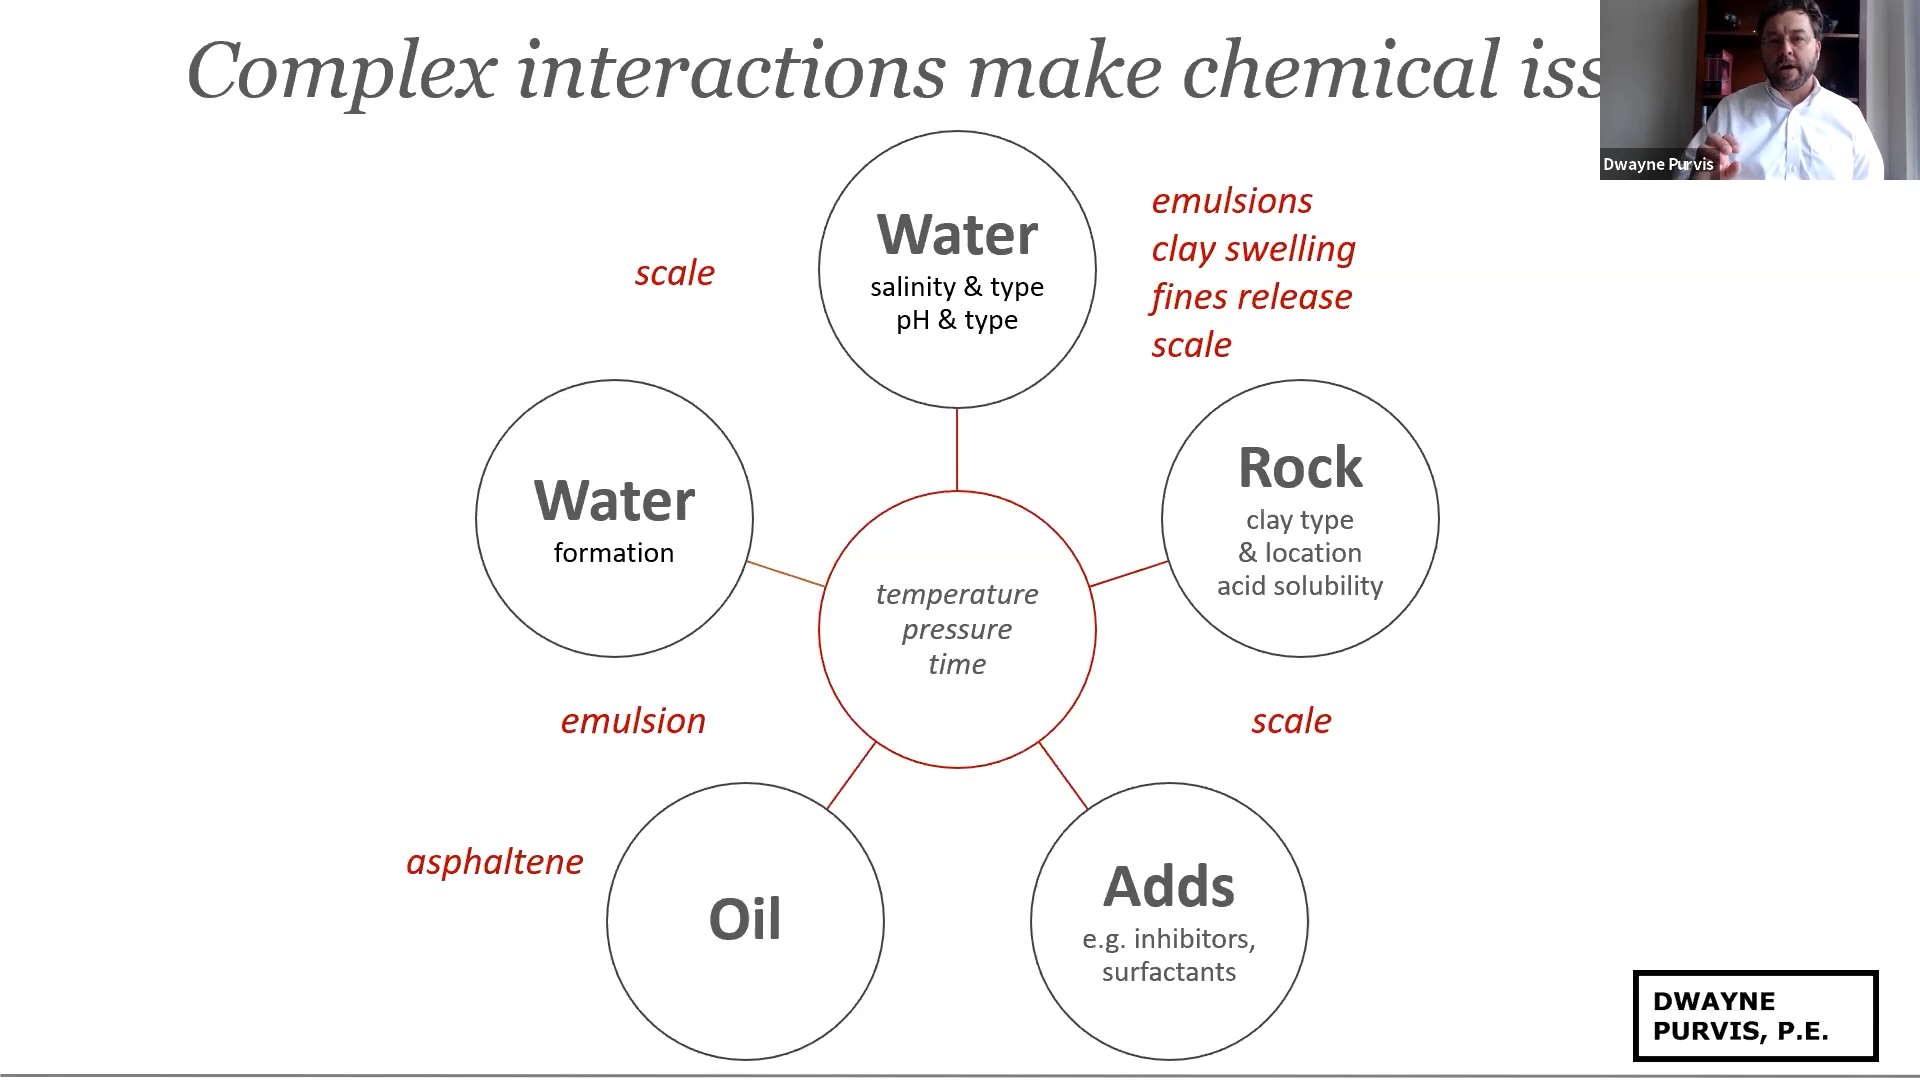 Complex interactions make chemical iss
Dwayne Purvis
Water
salinity & type
pH & type
scale
emulsions
clay swelling
fines release
scale
Water
formation
Rock
clay type
& location
acid solubility
temperature
pressure
time
emulsion
scale
asphaltene
Oil
Adds
e.g. inhibitors,
surfactants
DWAYNE
PURVIS, P.E.